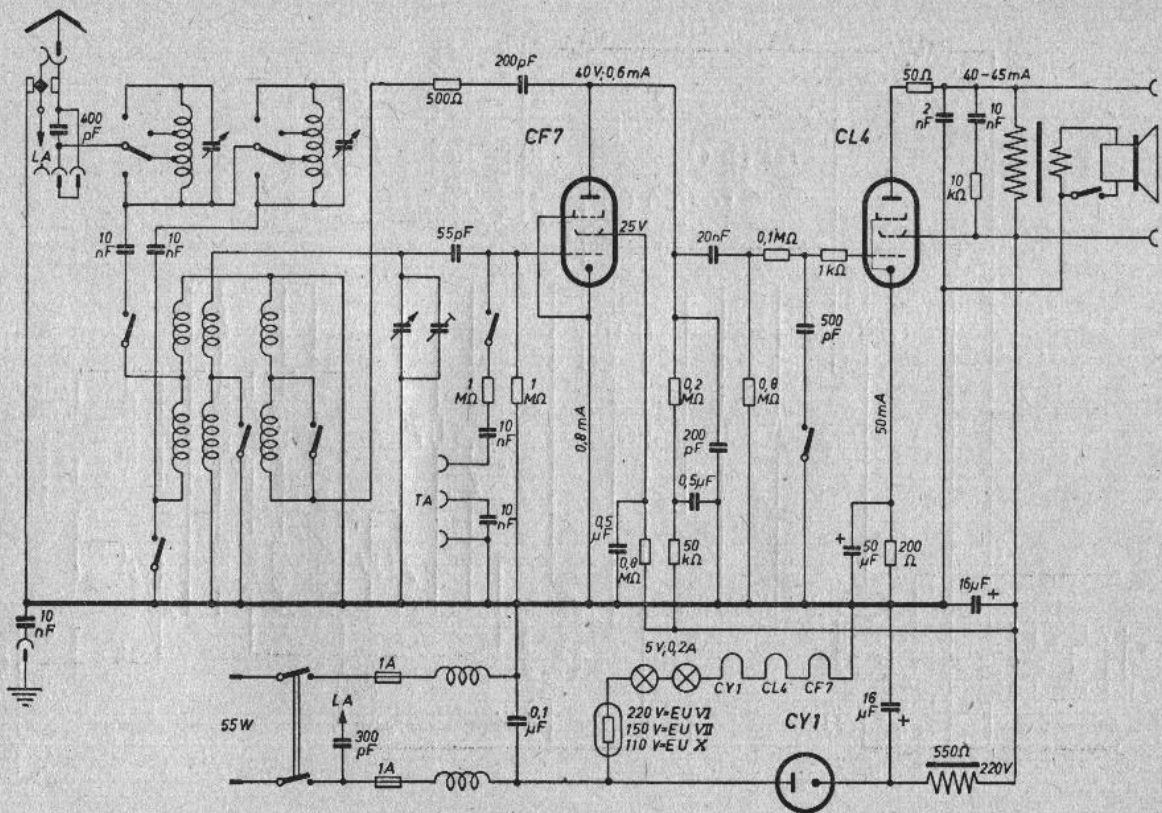 200pF
40V;0,6mA
50Ω
40-45mA
500Ω
2 nF
10 nF
400 pF
CF7
CL4
LA
10 kΩ
25V
10 nF
10 nF
55pF
20nF
0,1MΩ
1kΩ
500 pF
1 MΩ
1 MΩ
0,2 MΩ
0,8 MΩ
0,8mA
50mA
10 nF
200 pF
TA
0,5µF
10 nF
0,5 µF
0,8 MΩ
50 kΩ
50 µF
+
200 Ω
16µF
+
10 nF
5V,0,2A
1A
CY1
CL4
CF7
LA
55W
300 pF
0,1 µF
220 V=EU VI
150 V=EU VII
110 V=EU X
CY1
16 µF
+
550Ω
220V
1A